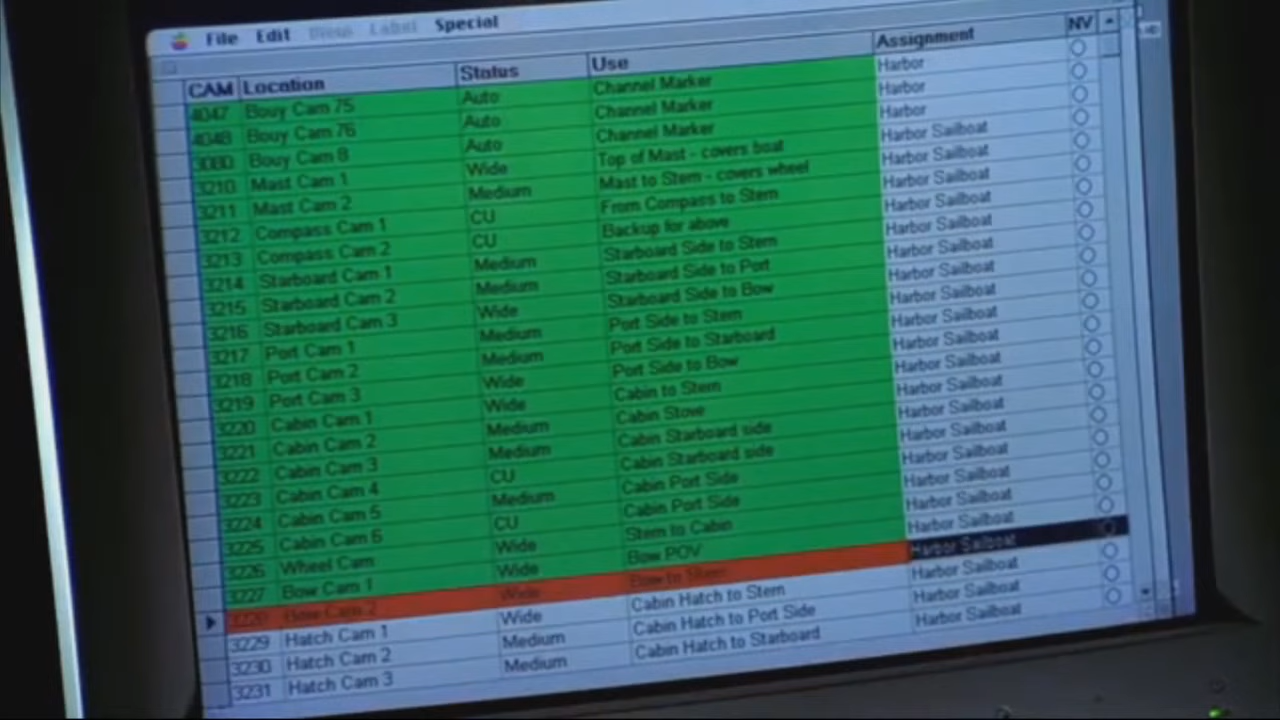 File Edit View Label Special
CAM Location Status Use Assignment NV
4047 Bouy Cam 75 Auto Channel Marker Harbor
4048 Bouy Cam 76 Auto Channel Marker Harbor
3080 Bouy Cam 8 Auto Channel Marker Harbor
3210 Mast Cam 1 Wide Top of Mast - covers boat Harbor Sailboat
3211 Mast Cam 2 Medium Mast to Stern - covers wheel Harbor Sailboat
3212 Compass Cam 1 CU From Compass to Stern Harbor Sailboat
3213 Compass Cam 2 CU Backup for above Harbor Sailboat
3214 Starboard Cam 1 Medium Starboard Side to Stern Harbor Sailboat
3215 Starboard Cam 2 Medium Starboard Side to Port Harbor Sailboat
3216 Starboard Cam 3 Wide Starboard Side to Bow Harbor Sailboat
3217 Port Cam 1 Medium Port Side to Stern Harbor Sailboat
3218 Port Cam 2 Medium Port Side to Starboard Harbor Sailboat
3219 Port Cam 3 Wide Port Side to Bow Harbor Sailboat
3220 Cabin Cam 1 Wide Cabin to Stern Harbor Sailboat
3221 Cabin Cam 2 Medium Cabin Stove Harbor Sailboat
3222 Cabin Cam 3 Medium Cabin Starboard side Harbor Sailboat
3223 Cabin Cam 4 CU Cabin Starboard side Harbor Sailboat
3224 Cabin Cam 5 Medium Cabin Port Side Harbor Sailboat
3225 Cabin Cam 6 CU Cabin Port Side Harbor Sailboat
3226 Wheel Cam Wide Stern to Cabin Harbor Sailboat
3227 Bow Cam 1 Wide Bow POV Harbor Sailboat
3228 Bow Cam 2 Wide Bow to Stern Harbor Sailboat
3229 Hatch Cam 1 Wide Cabin Hatch to Stern Harbor Sailboat
3230 Hatch Cam 2 Medium Cabin Hatch to Port Side Harbor Sailboat
3231 Hatch Cam 3 Medium Cabin Hatch to Starboard Harbor Sailboat